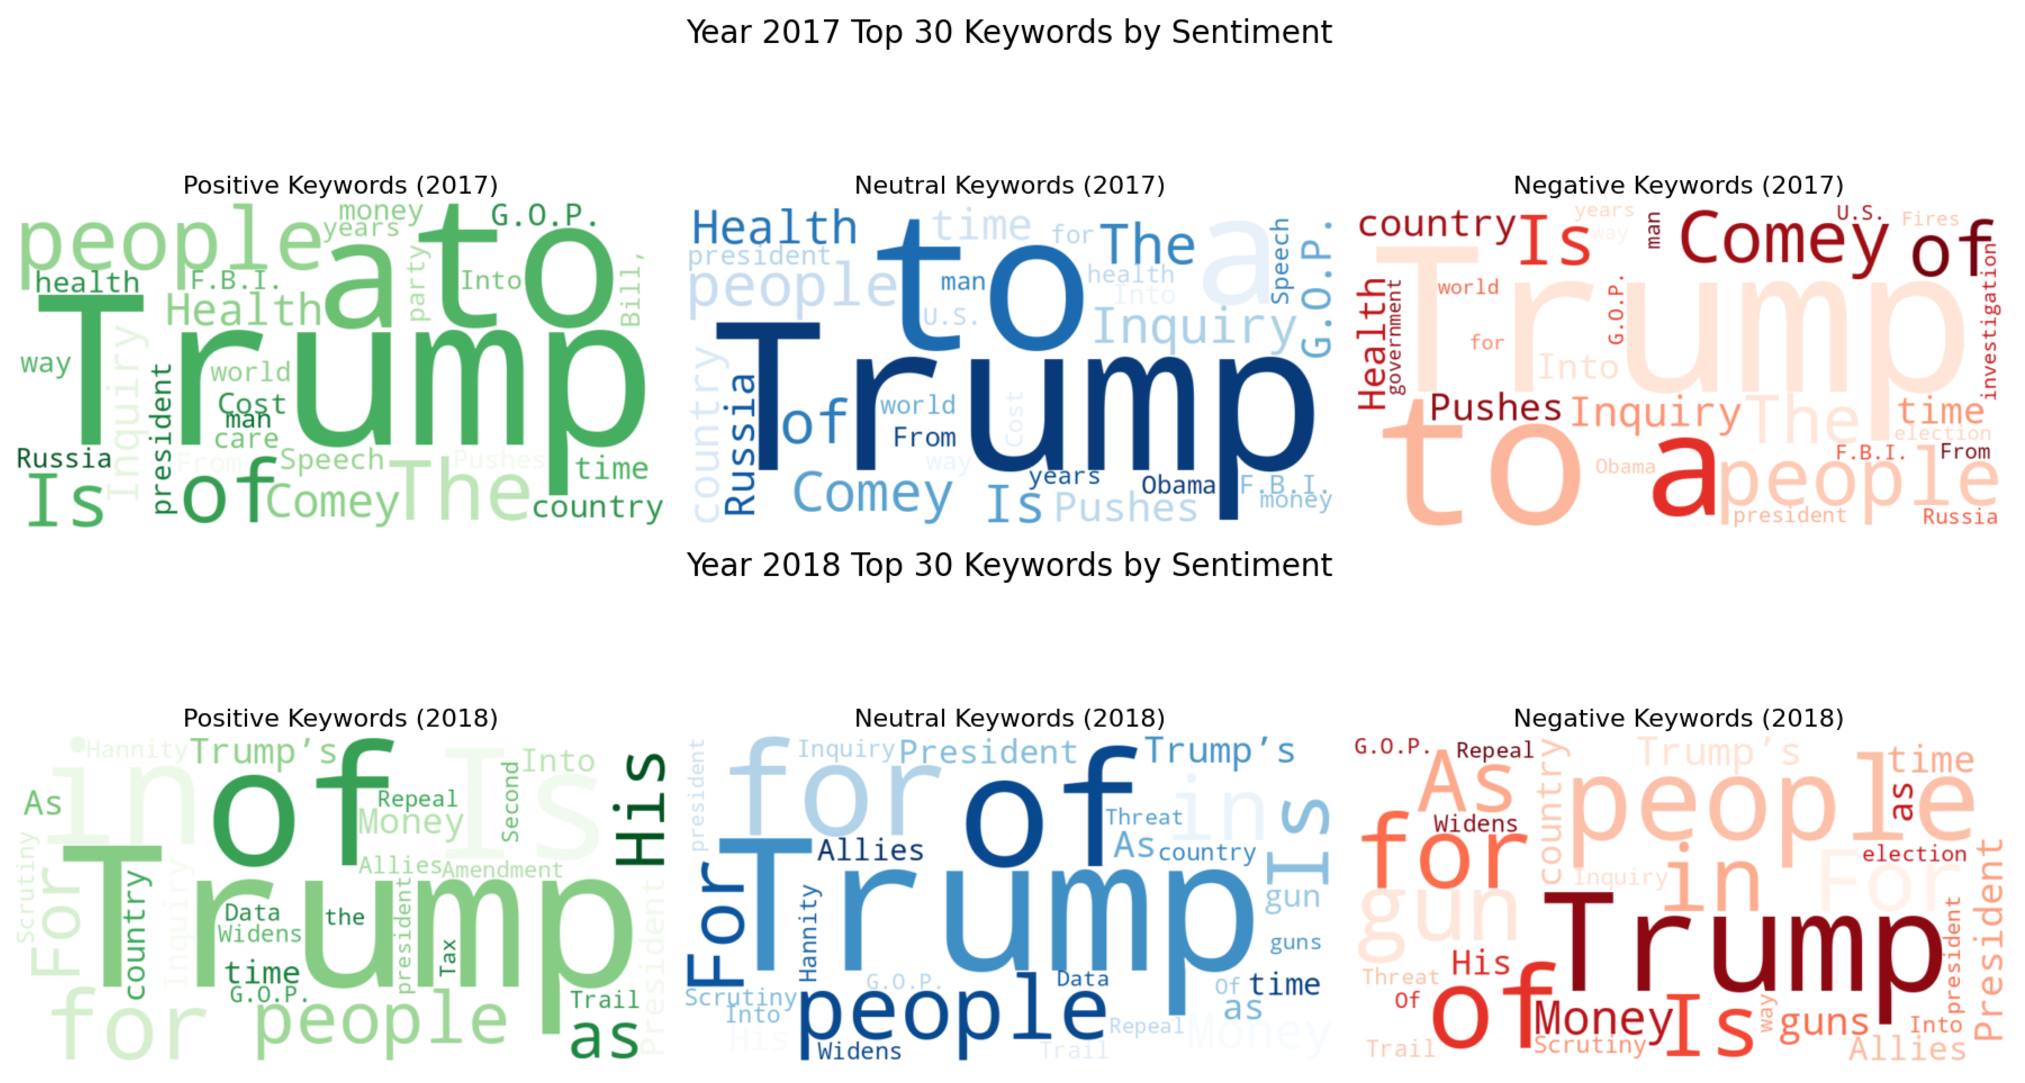 Year 2017 Top 30 Keywords by Sentiment
Positive Keywords (2017)
people
money
years
G.O.P.
a
to
health
F.B.I.
Health
party
Into
Bill,
Trump
way
Inquiry
president
world
Cost
man
care
Russia
From
Speech
Pushes
time
Is
of
Comey
The
country
Neutral Keywords (2017)
Health
time
for
The
a
Speech
G.O.P.
president
people
to
man
health
Into
U.S.
Inquiry
Trump
country
Russia
of
world
From
Cost
way
Comey
Is
years
Pushes
Obama
F.B.I.
money
Negative Keywords (2017)
country
Is
years
way
man
Comey
U.S.
Fires
of
Trump
Health
government
world
for
G.O.P.
Into
investigation
Pushes
Inquiry
The
time
election
to
Obama
a
people
F.B.I.
From
president
Russia
Year 2018 Top 30 Keywords by Sentiment
Positive Keywords (2018)
Hannity
Trump’s
in
of
Is
Into
His
As
Repeal
Money
Second
Scrutiny
Allies
Amendment
For
Trump
country
Inquiry
Data
Widens
the
president
Tax
President
time
G.O.P.
for
people
Trail
as
Neutral Keywords (2018)
president
for
Inquiry
President
Trump’s
of
in
Is
Threat
Allies
As
country
Trump
For
Hannity
gun
guns
G.O.P.
Data
Of
time
Scrutiny
Into
people
as
His
Widens
Repeal
Trail
Money
Negative Keywords (2018)
G.O.P.
Repeal
As
country
Trump’s
people
time
as
Widens
for
election
Inquiry
in
For
gun
Trump
President
president
His
Threat
Of
of
Money
Is
way
guns
Into
Trail
Scrutiny
Allies